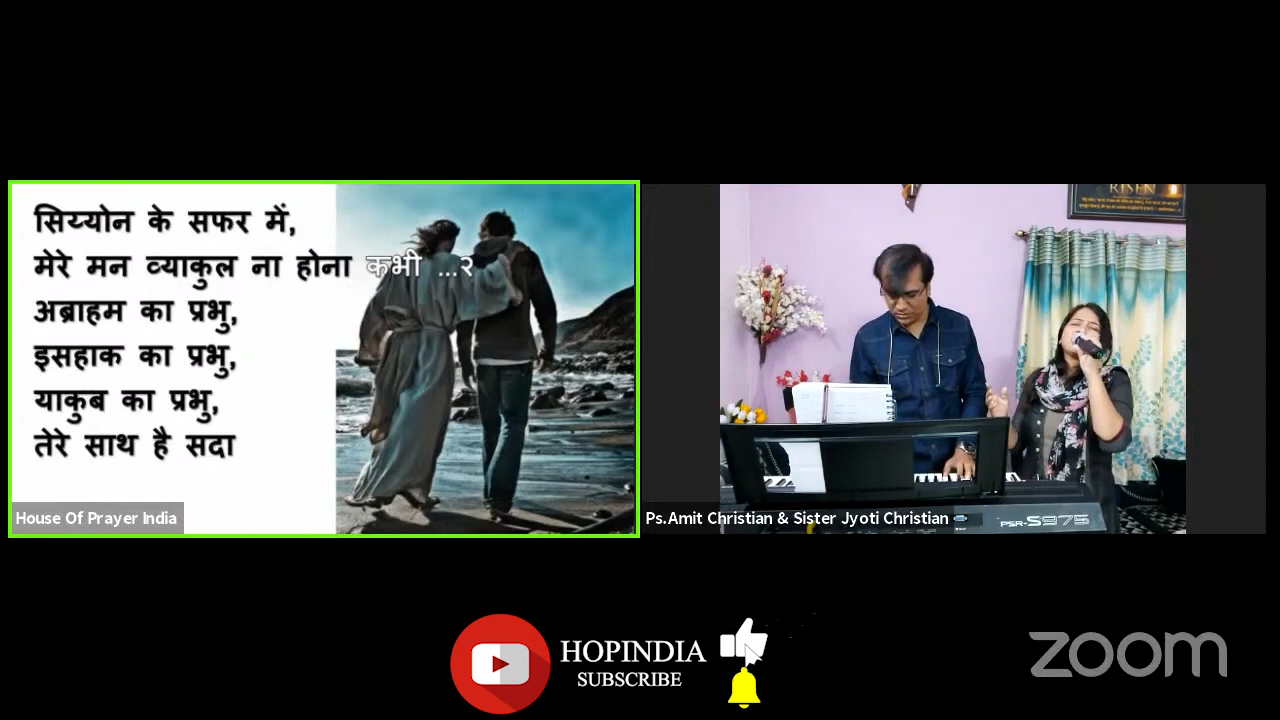 सिय्योन के सफर में,
मेरे मन व्याकुल ना होना कभी ...२
अब्राहम का प्रभु,
इसहाक का प्रभु,
याकुब का प्रभु,
तेरे साथ है सदा
House Of Prayer India
RISEN
Ps.Amit Christian & Sister Jyoti Christian
PSR-S975
HOPINDIA
SUBSCRIBE
zoom